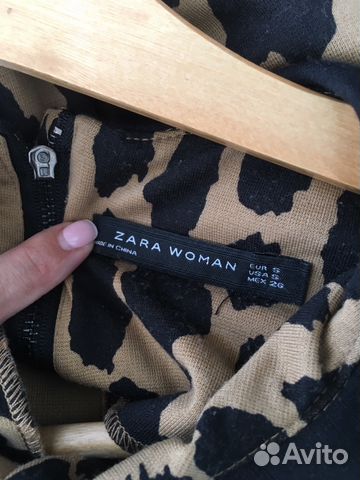 ZARA WOMAN
MADE IN CHINA
EUR S
USA S
MEX 26
Avito